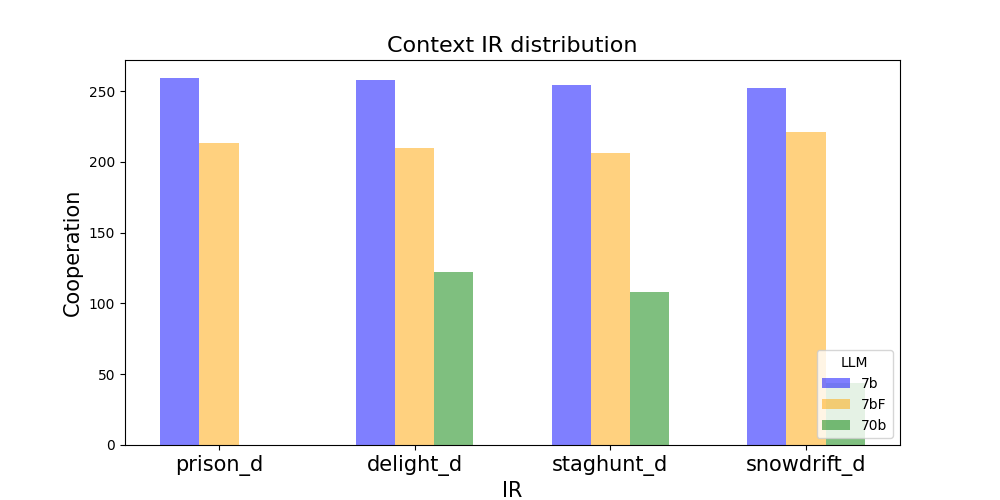 Context IR distribution
Cooperation
250
200
150
100
50
0
prison_d delight_d staghunt_d snowdrift_d
IR
LLM
7b
7bF
70b